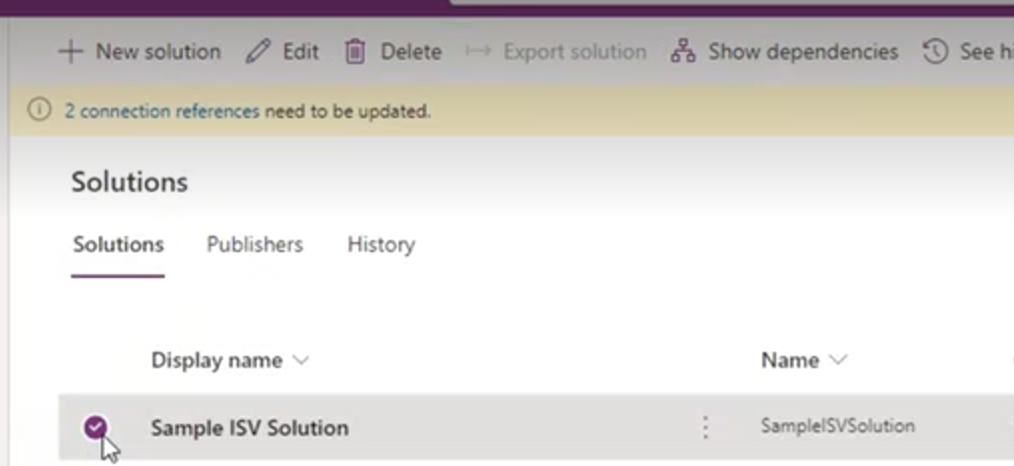 New solution Edit Delete Export solution Show dependencies See
2 connection references need to be updated.
Solutions
Solutions Publishers History
Display name Name
Sample ISV Solution SampleISVSolution